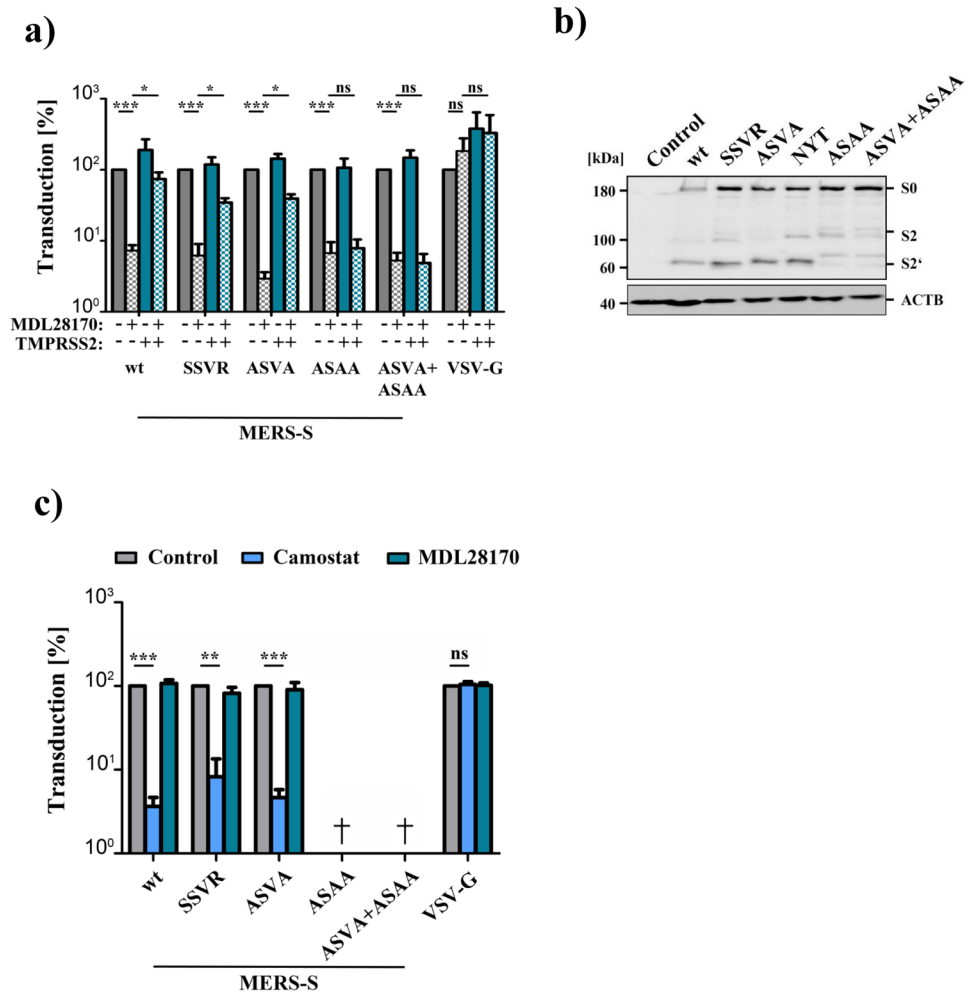 a)
*** * *** * *** * *** ns *** ns ns ns
Transduction [%]
10³
10²
10¹
10⁰
MDL28170: - + - + - + - + - + - + - + - + - + - + - + - +
TMPRSS2: - - + + - - + + - - + + - - + + - - + + - - + +
wt SSVR ASVA ASAA ASVA+ VSV-G
ASAA
MERS-S
b)
[kDa] Control wt SSVR ASVA NYT ASAA ASVA+ASAA
180 S0
S2
100
60 S2‘
40 ACTB
c)
Control Camostat MDL28170
Transduction [%]
10³
10²
10¹
10⁰
*** ** *** ns
† †
wt SSVR ASVA ASAA ASVA+ASAA VSV-G
MERS-S